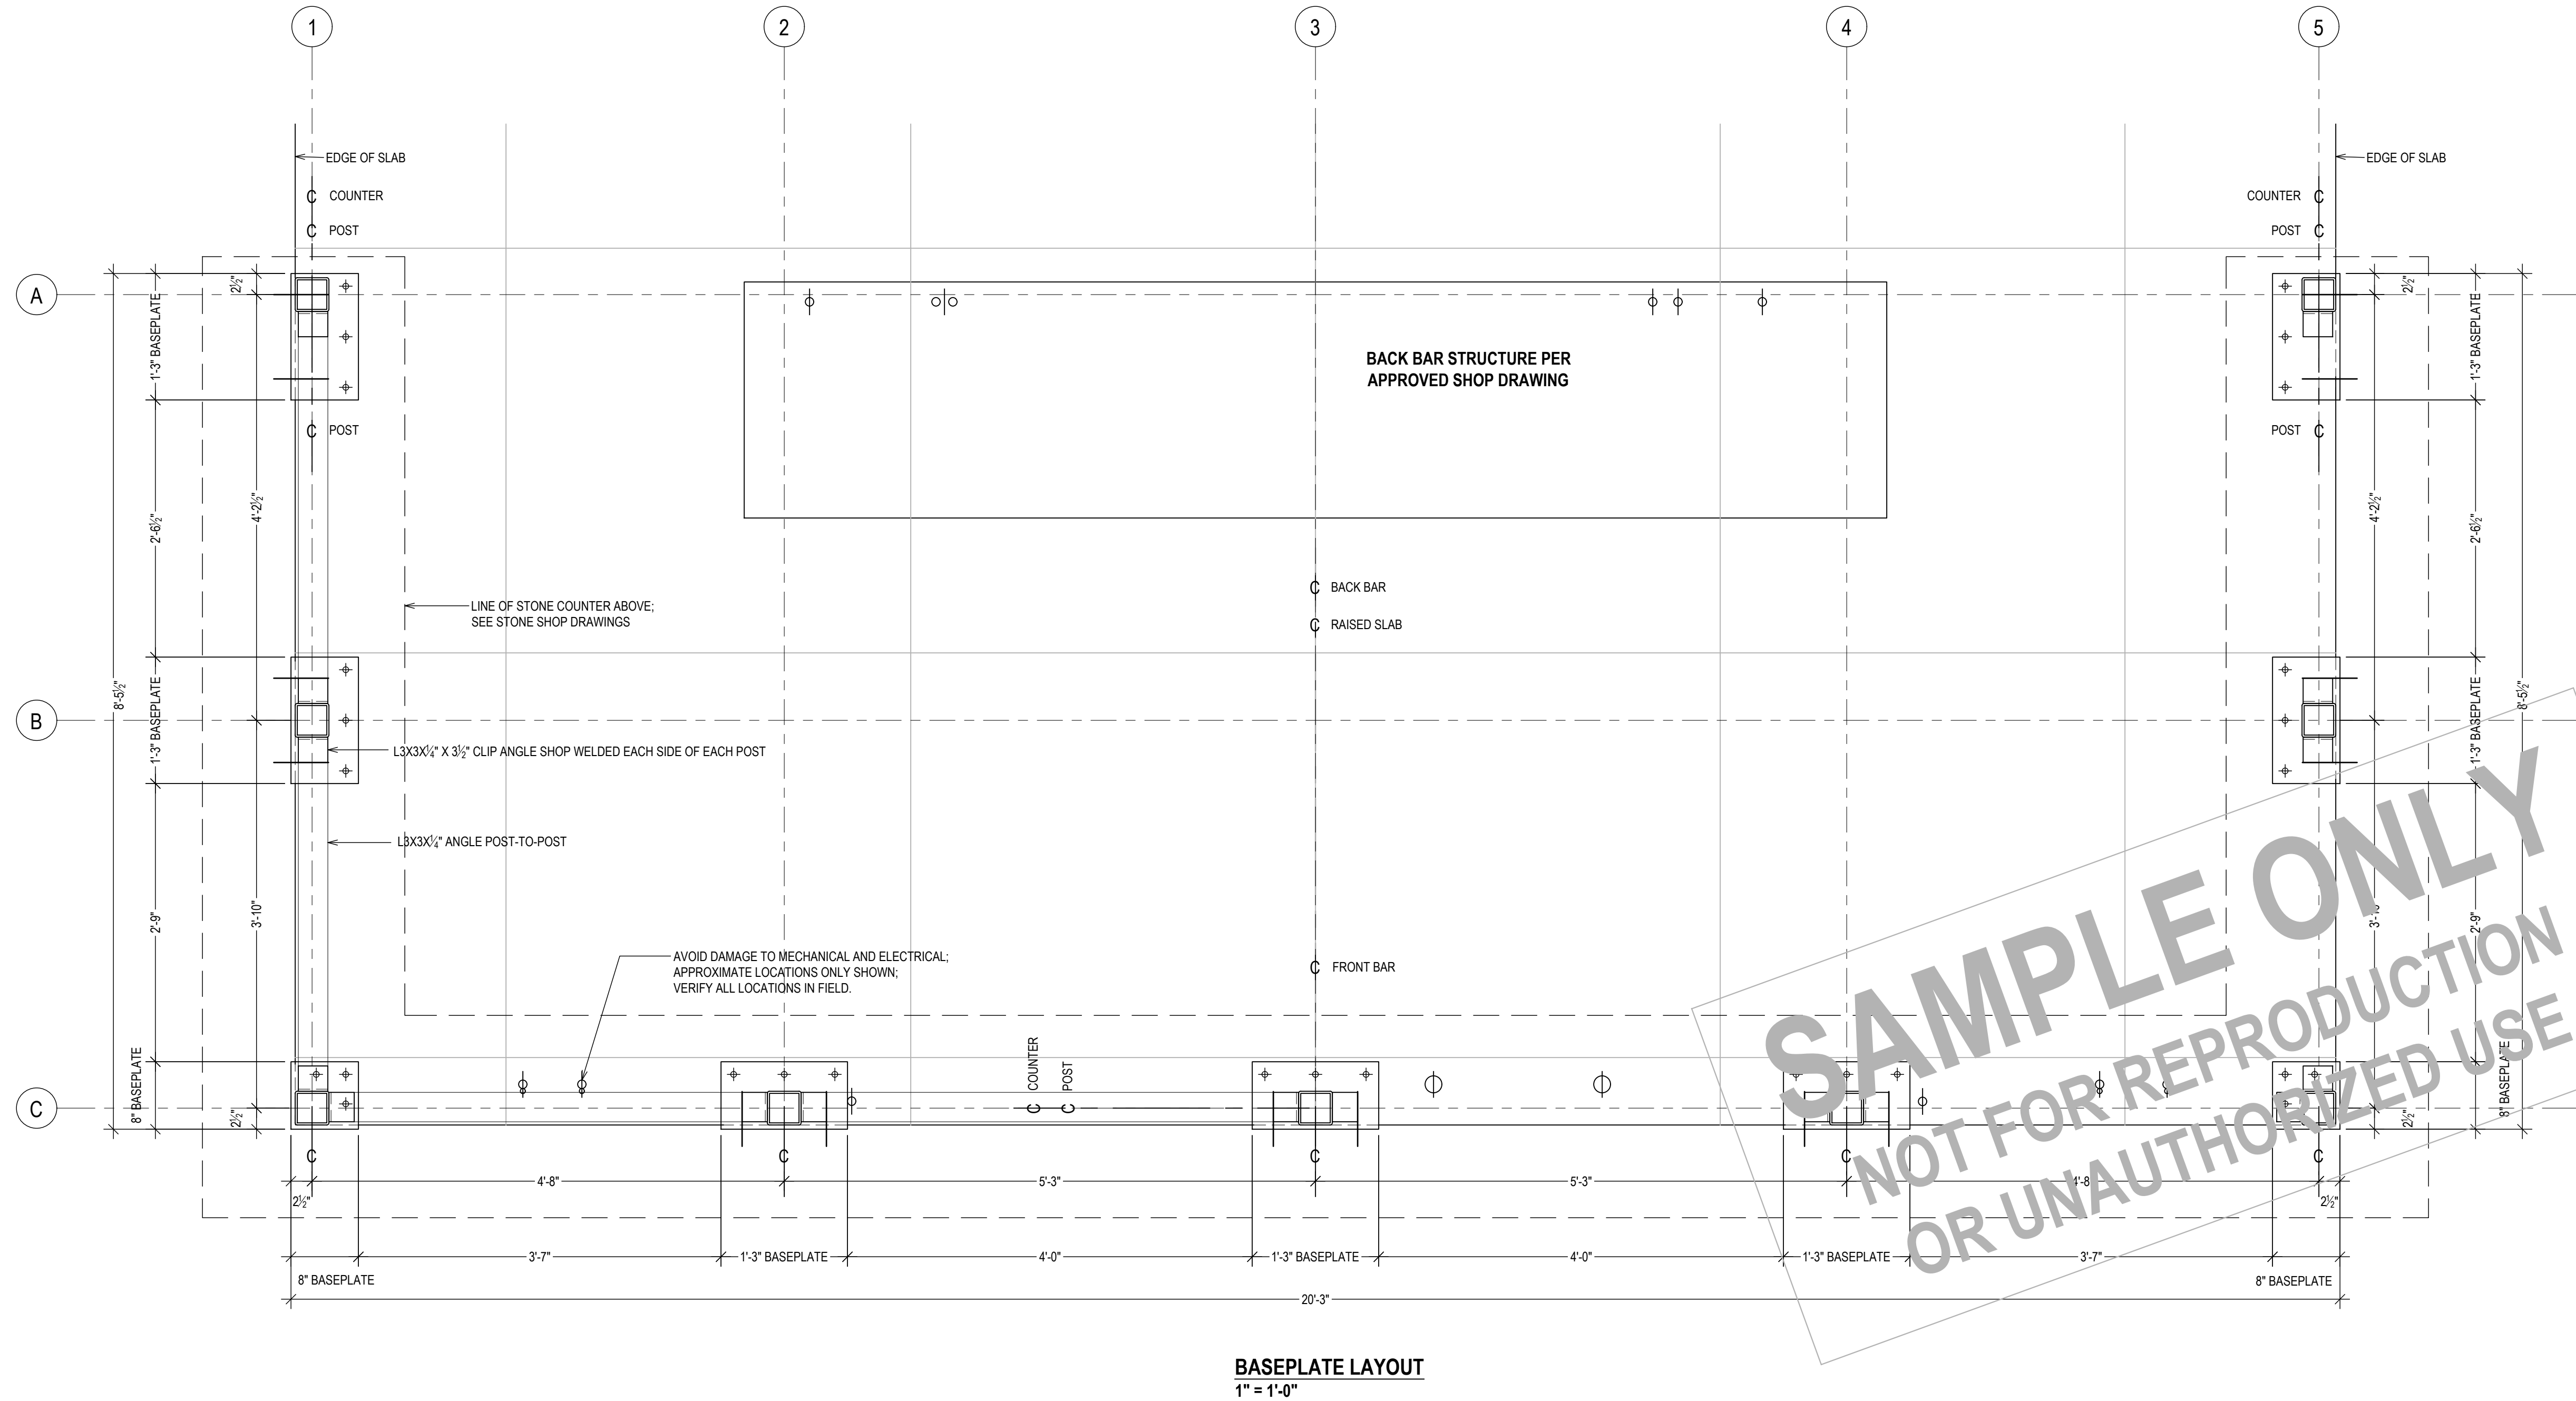 1
2
3
4
5
EDGE OF SLAB
EDGE OF SLAB
C COUNTER
COUNTER C
C POST
POST C
A
2½"
2½"
1'-3" BASEPLATE
1'-3" BASEPLATE
BACK BAR STRUCTURE PER
APPROVED SHOP DRAWING
C POST
POST C
4'-2½"
4'-2½"
2'-6½"
2'-6½"
C BACK BAR
LINE OF STONE COUNTER ABOVE;
SEE STONE SHOP DRAWINGS
C RAISED SLAB
8'-5½"
8'-5½"
B
1'-3" BASEPLATE
1'-3" BASEPLATE
L3X3X¼" X 3½" CLIP ANGLE SHOP WELDED EACH SIDE OF EACH POST
L3X3X¼" ANGLE POST-TO-POST
2'-9"
3'-10"
2'-9"
AVOID DAMAGE TO MECHANICAL AND ELECTRICAL;
APPROXIMATE LOCATIONS ONLY SHOWN;
VERIFY ALL LOCATIONS IN FIELD.
C FRONT BAR
SAMPLE ONLY
NOT FOR REPRODUCTION
OR UNAUTHORIZED USE
8" BASEPLATE
C COUNTER
C POST
8" BASEPLATE
C
2½"
2½"
C
C
C
C
C
4'-8"
5'-3"
5'-3"
4'-8
2½"
2½"
3'-7"
1'-3" BASEPLATE
4'-0"
1'-3" BASEPLATE
4'-0"
1'-3" BASEPLATE
3'-7"
8" BASEPLATE
8" BASEPLATE
20'-3"
BASEPLATE LAYOUT
1" = 1'-0"